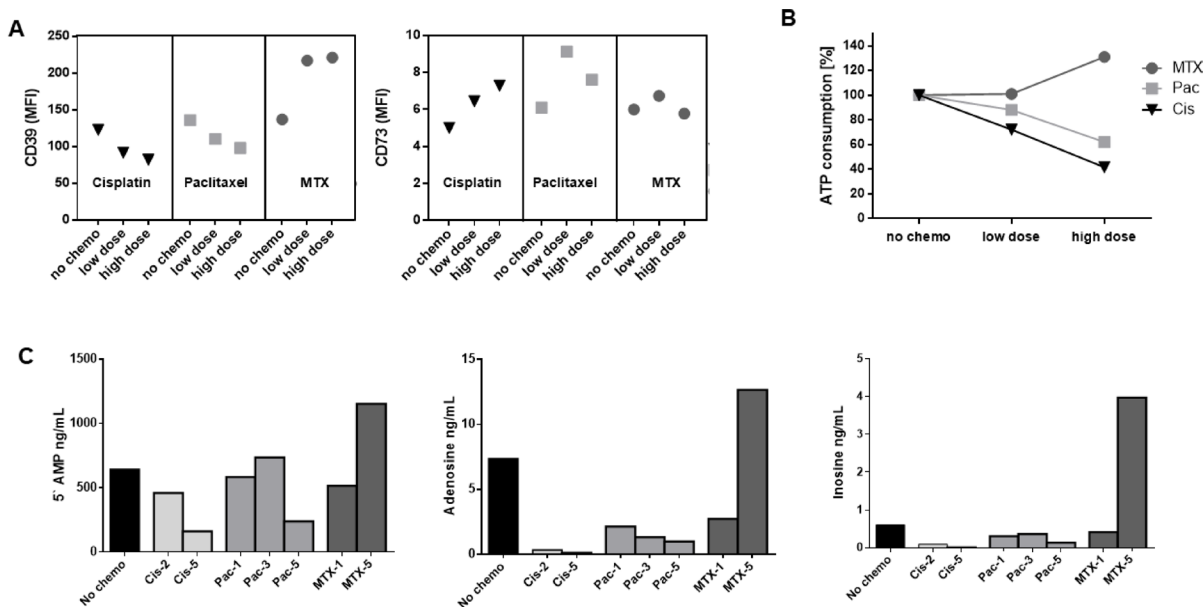 A
CD39 (MFI)
250
200
150
100
50
0
Cisplatin
Paclitaxel
MTX
no chemo
low dose
high dose
no chemo
low dose
high dose
no chemo
low dose
high dose
CD73 (MFI)
10
8
6
4
2
0
Cisplatin
Paclitaxel
MTX
no chemo
low dose
high dose
no chemo
low dose
high dose
no chemo
low dose
high dose
B
ATP consumption [%]
140
120
100
80
60
40
20
0
no chemo
low dose
high dose
MTX
Pac
Cis
C
5` AMP ng/mL
1500
1000
500
0
No chemo
Cis-2
Cis-5
Pac-1
Pac-3
Pac-5
MTX-1
MTX-5
Adenosine ng/mL
15
10
5
0
No chemo
Cis-2
Cis-5
Pac-1
Pac-3
Pac-5
MTX-1
MTX-5
Inosine ng/mL
5
4
3
2
1
0
No chemo
Cis-2
Cis-5
Pac-1
Pac-3
Pac-5
MTX-1
MTX-5